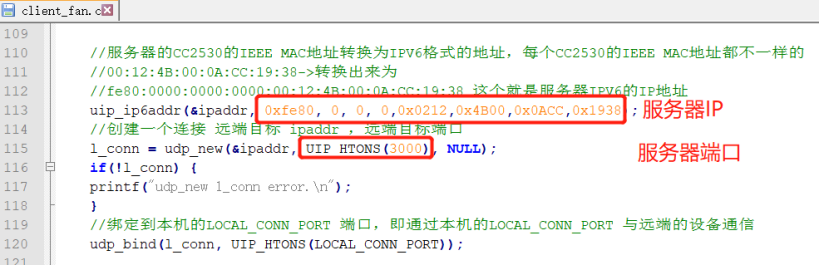 client_fan.c
109
110 //服务器的CC2530的IEEE MAC地址转换为IPV6格式的地址，每个CC2530的IEEE MAC地址都不一样的
111 //00:12:4B:00:0A:CC:19:38->转换出来为
112 //fe80:0000:0000:0000:00:12:4B:00:0A:CC:19:38 这个就是服务器IPV6的IP地址
113 uip_ip6addr(&ipaddr, 0xfe80, 0, 0, 0,0x0212,0x4B00,0x0ACC,0x1938); 服务器IP
114 //创建一个连接 远端目标 ipaddr ，远端目标端口
115 l_conn = udp_new(&ipaddr, UIP_HTONS(3000), NULL); 服务器端口
116 if(!l_conn) {
117 printf("udp_new l_conn error.\n");
118 }
119 //绑定到本机的LOCAL_CONN_PORT 端口，即通过本机的LOCAL_CONN_PORT 与远端的设备通信
120 udp_bind(l_conn, UIP_HTONS(LOCAL_CONN_PORT));
121